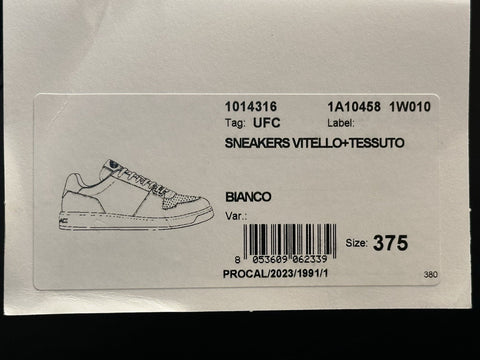 1014316 1A10458 1W010
Tag: UFC Label:
SNEAKERS VITELLO+TESSUTO
BIANCO
Var.:
Size: 375
8 053609 062339
PROCAL/2023/1991/1
380